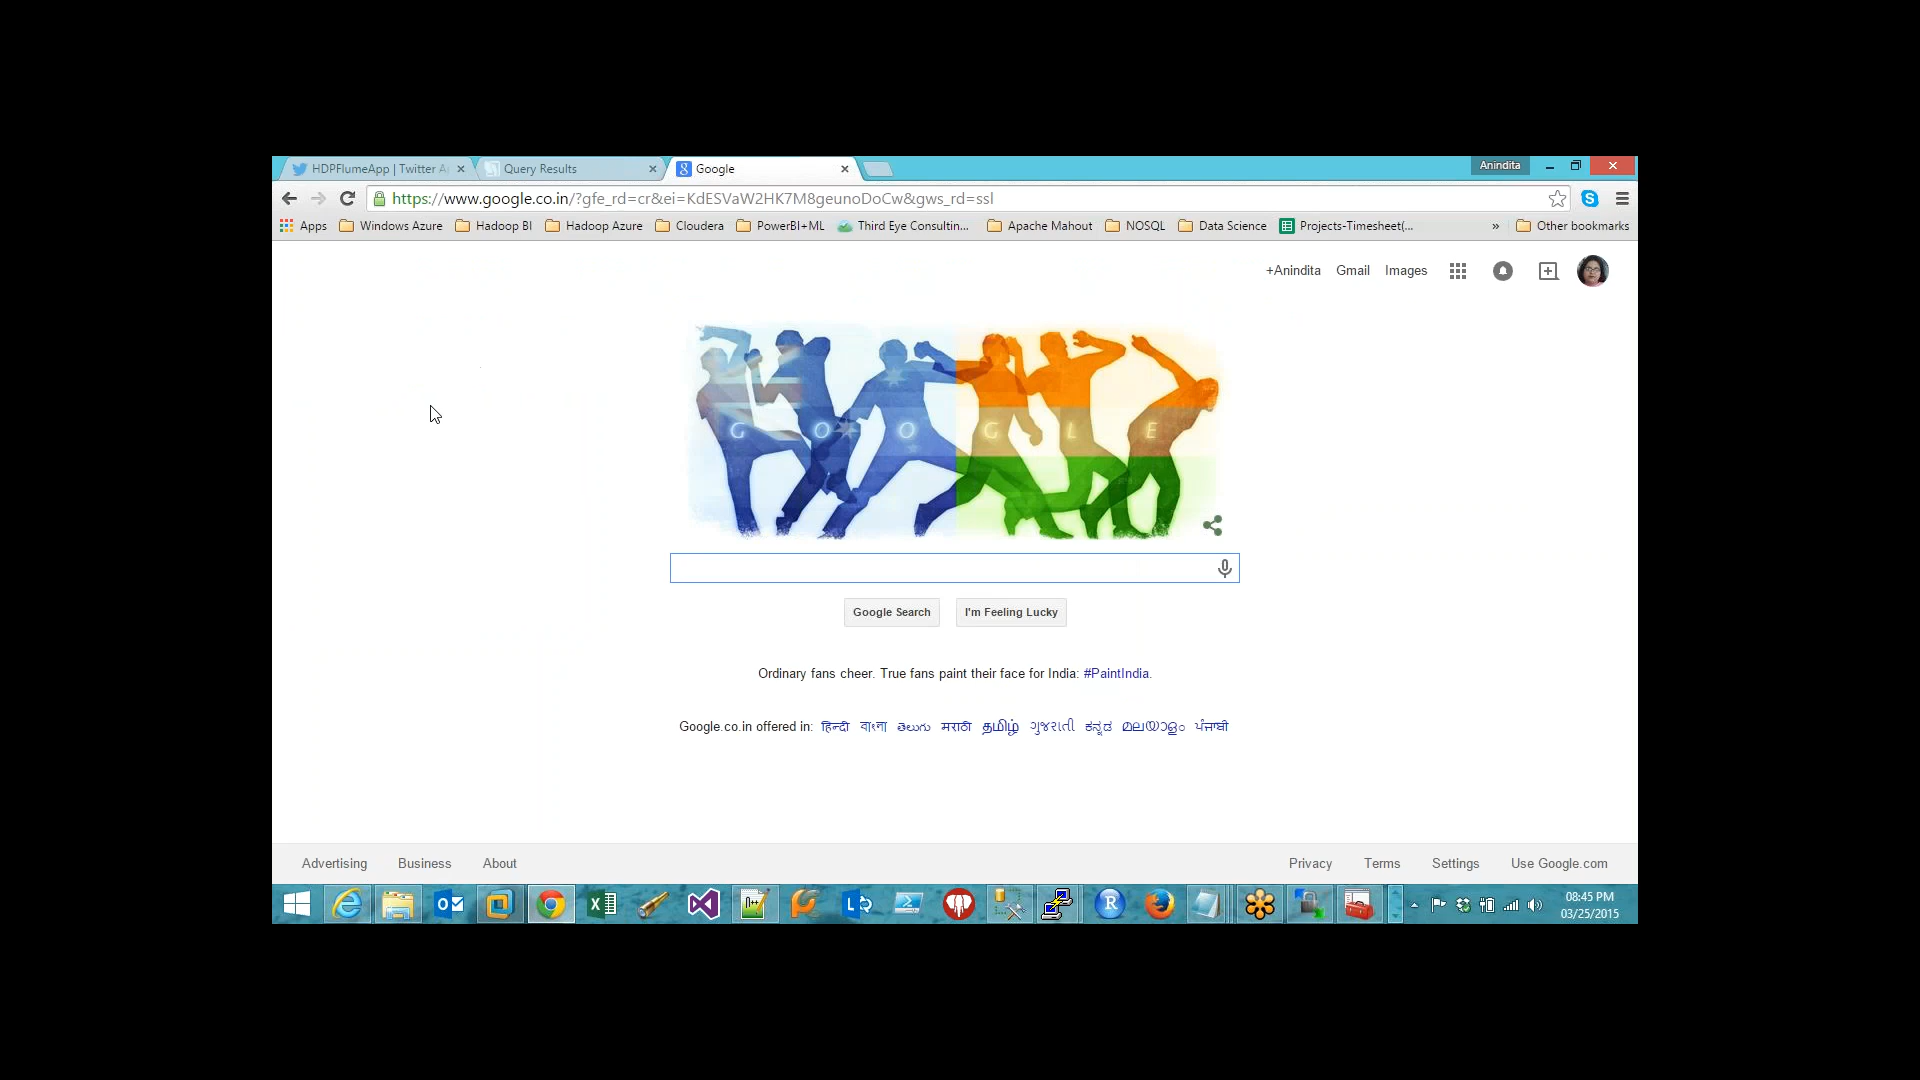 HDPFlumeApp | Twitter A
Query Results
Google
Anindita
https://www.google.co.in/?gfe_rd=cr&ei=KdESVaW2HK7M8geunoDoCw&gws_rd=ssl
Apps Windows Azure Hadoop BI Hadoop Azure Cloudera PowerBI+ML Third Eye Consultin... Apache Mahout NOSQL Data Science Projects-Timesheet(... » Other bookmarks
+Anindita Gmail Images
G O O G L E
Google Search I'm Feeling Lucky
Ordinary fans cheer. True fans paint their face for India: #PaintIndia.
Google.co.in offered in: हिन्दी বাংলা తెలుగు मराठी தமிழ் ગુજરાતી ಕನ್ನಡ മലയാളം ਪੰਜਾਬੀ
Advertising Business About Privacy Terms Settings Use Google.com
08:45 PM
03/25/2015